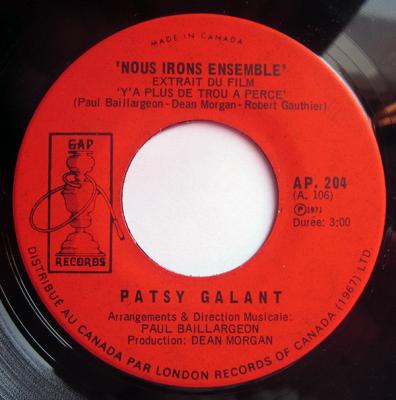 MADE IN CANADA
'NOUS IRONS ENSEMBLE'
EXTRAIT DU FILM
'Y'A PLUS DE TROU A PERCE'
(Paul Baillargeon - Dean Morgan - Robert Gauthier)
GAP
RECORDS
AP. 204
(A. 106)
Ⓟ1971
Durée: 3:00
PATSY GALANT
Arrangements & Direction Musicale:
PAUL BAILLARGEON
Production: DEAN MORGAN
DISTRIBUÉ AU CANADA PAR LONDON RECORDS OF CANADA (1967) LTD.